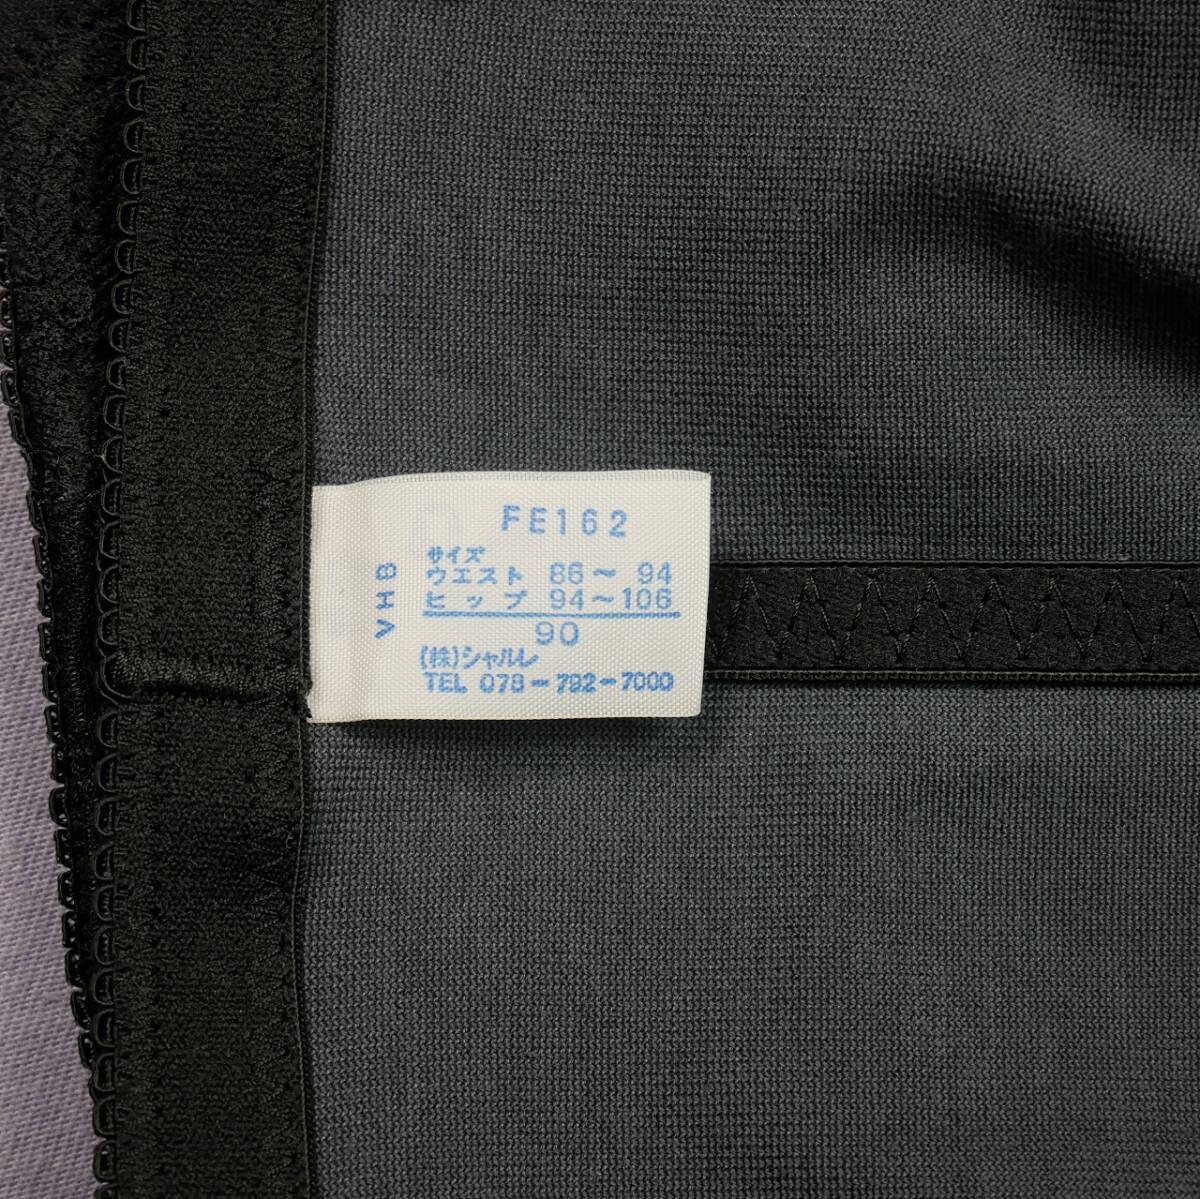 FE162
サイズ
ウエスト 86～94
ヒップ 94～106
90
(株)シャルレ
TEL 078-792-7000
VHB